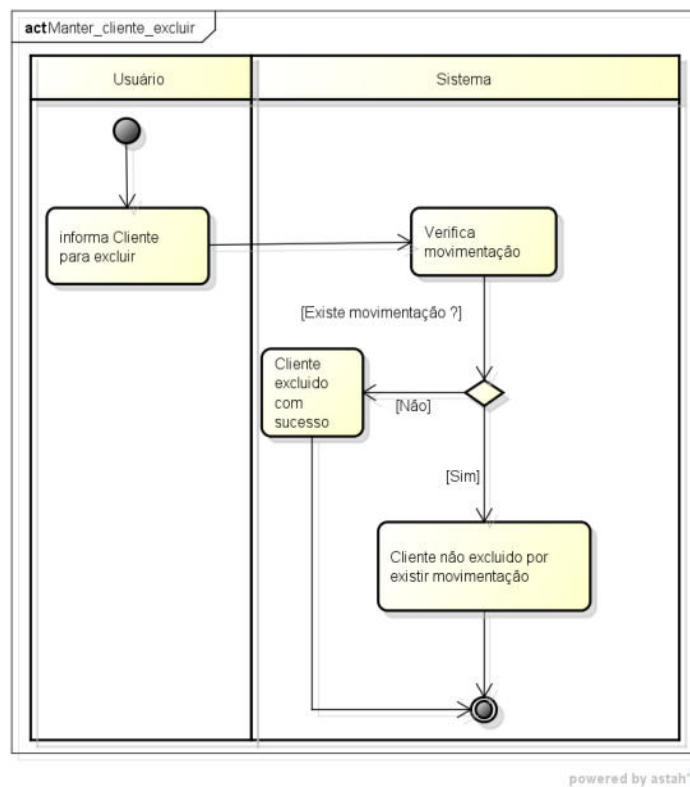 actManter_cliente_excluir
Usuário
Sistema
informa Cliente
para excluir
Verifica
movimentação
[Existe movimentação ?]
Cliente
excluido
com
sucesso
[Não]
[Sim]
Cliente não excluido por
existir movimentação
powered by astah*